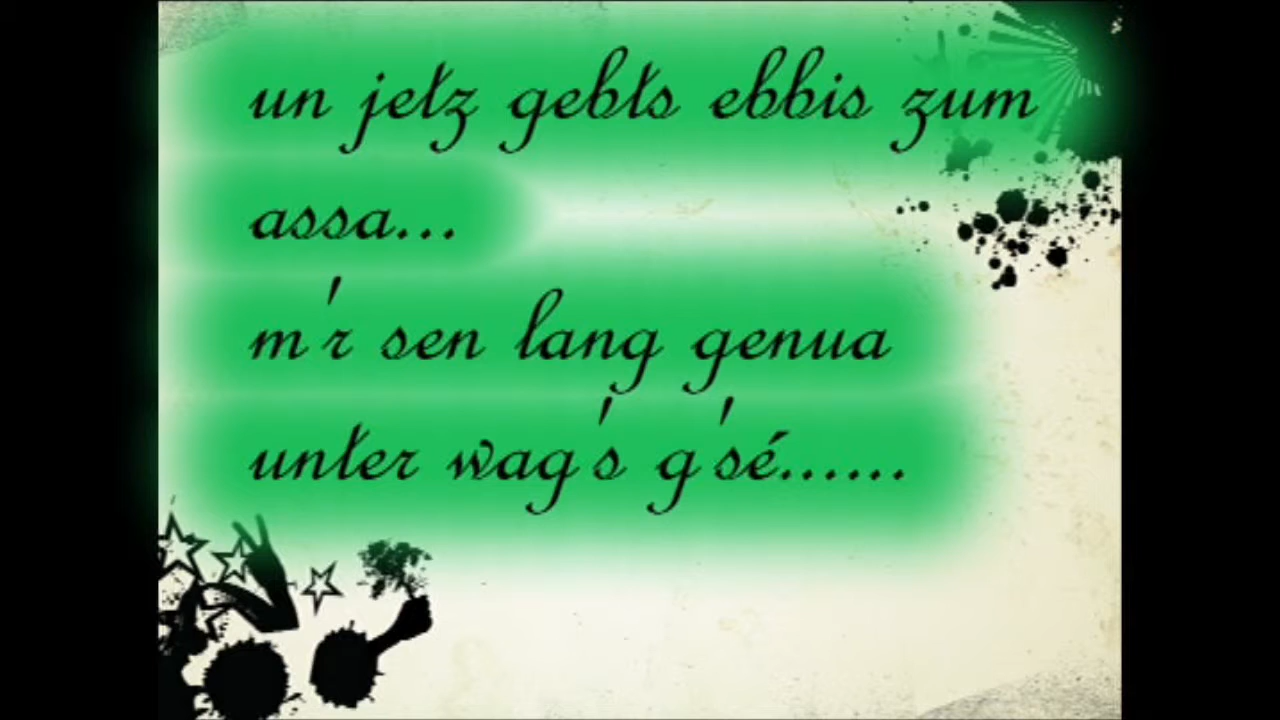 un jetz gebts ebbis zum
assa...
m'r sen lang genua
unter wag's g'sé......